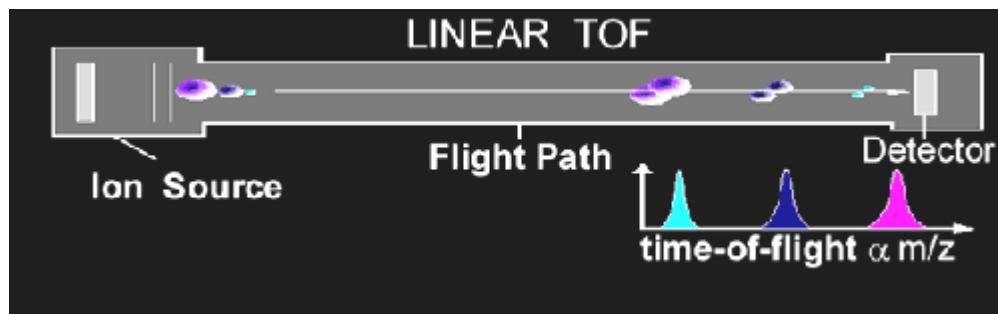 LINEAR TOF
Ion Source
Flight Path
Detector
time-of-flight α m/z